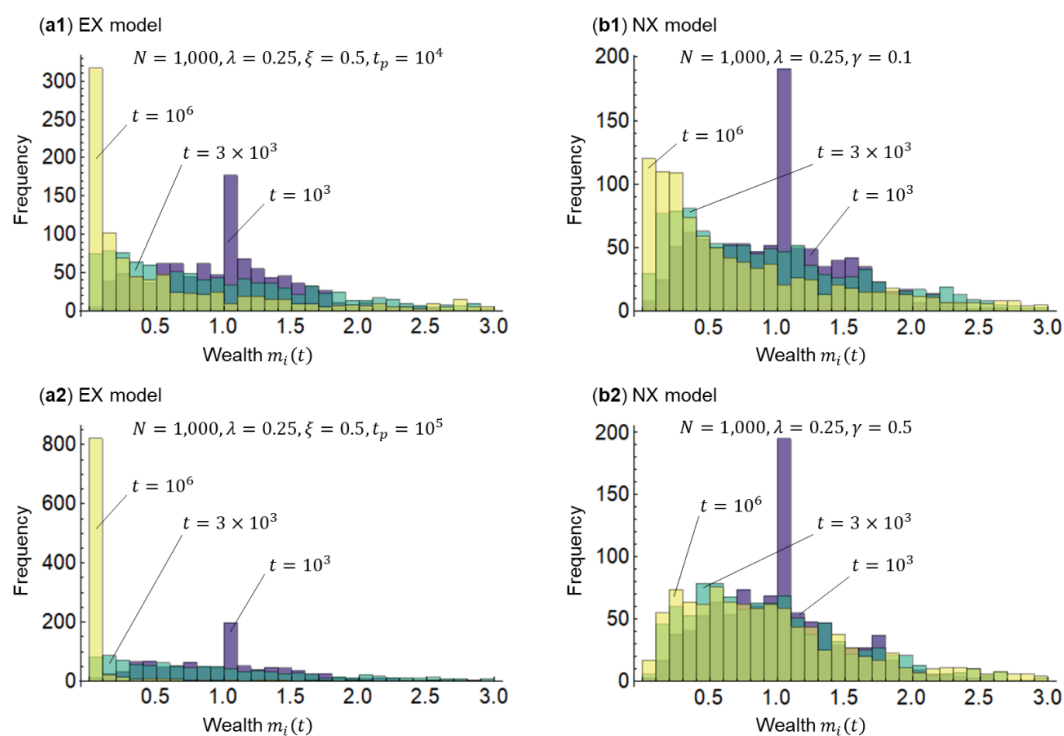 (a1) EX model
N = 1,000, λ = 0.25, ξ = 0.5, t_p = 10^4
300
250
200
150
100
50
0
Frequency
t = 10^6
t = 3 × 10^3
t = 10^3
0.5 1.0 1.5 2.0 2.5 3.0
Wealth m_i(t)
(b1) NX model
N = 1,000, λ = 0.25, γ = 0.1
200
150
100
50
0
Frequency
t = 10^6
t = 3 × 10^3
t = 10^3
0.5 1.0 1.5 2.0 2.5 3.0
Wealth m_i(t)
(a2) EX model
N = 1,000, λ = 0.25, ξ = 0.5, t_p = 10^5
800
600
400
200
0
Frequency
t = 10^6
t = 3 × 10^3
t = 10^3
0.5 1.0 1.5 2.0 2.5 3.0
Wealth m_i(t)
(b2) NX model
N = 1,000, λ = 0.25, γ = 0.5
200
150
100
50
0
Frequency
t = 10^6
t = 3 × 10^3
t = 10^3
0.5 1.0 1.5 2.0 2.5 3.0
Wealth m_i(t)